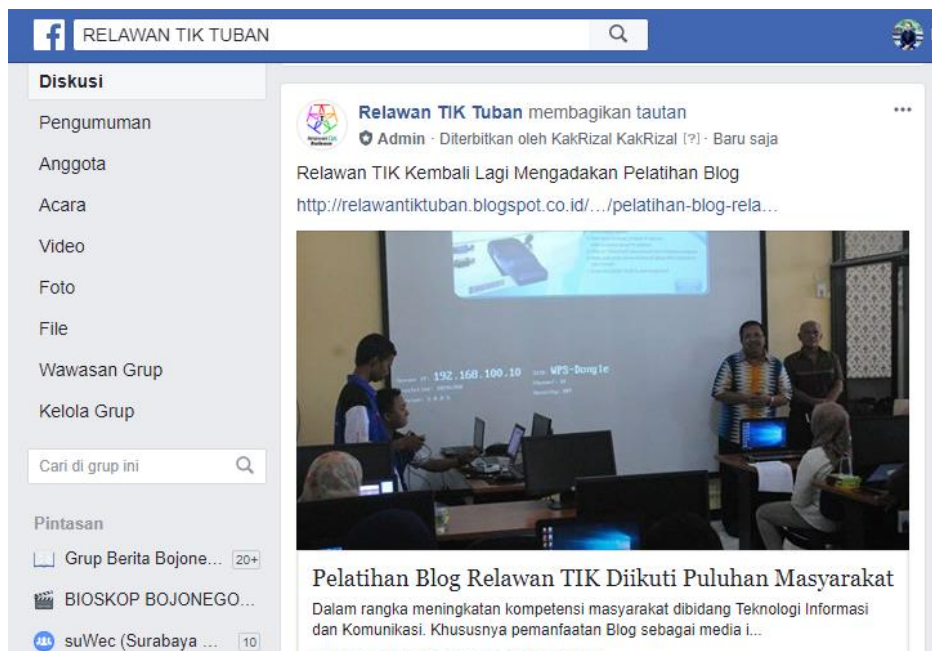 RELAWAN TIK TUBAN
Diskusi
Pengumuman
Anggota
Acara
Video
Foto
File
Wawasan Grup
Kelola Grup
Cari di grup ini
Pintasan
Grup Berita Bojone... 20+
BIOSKOP BOJONEGO...
suWec (Surabaya ... 10
Relawan TIK Tuban membagikan tautan
Admin · Diterbitkan oleh KakRizal KakRizal [?] · Baru saja
Relawan TIK Kembali Lagi Mengadakan Pelatihan Blog
http://relawantiktuban.blogspot.co.id/.../pelatihan-blog-rela...
192.168.100.10
WPS-Dongle
Pelatihan Blog Relawan TIK Diikuti Puluhan Masyarakat
Dalam rangka meningkatan kompetensi masyarakat dibidang Teknologi Informasi
dan Komunikasi. Khususnya pemanfaatan Blog sebagai media i...